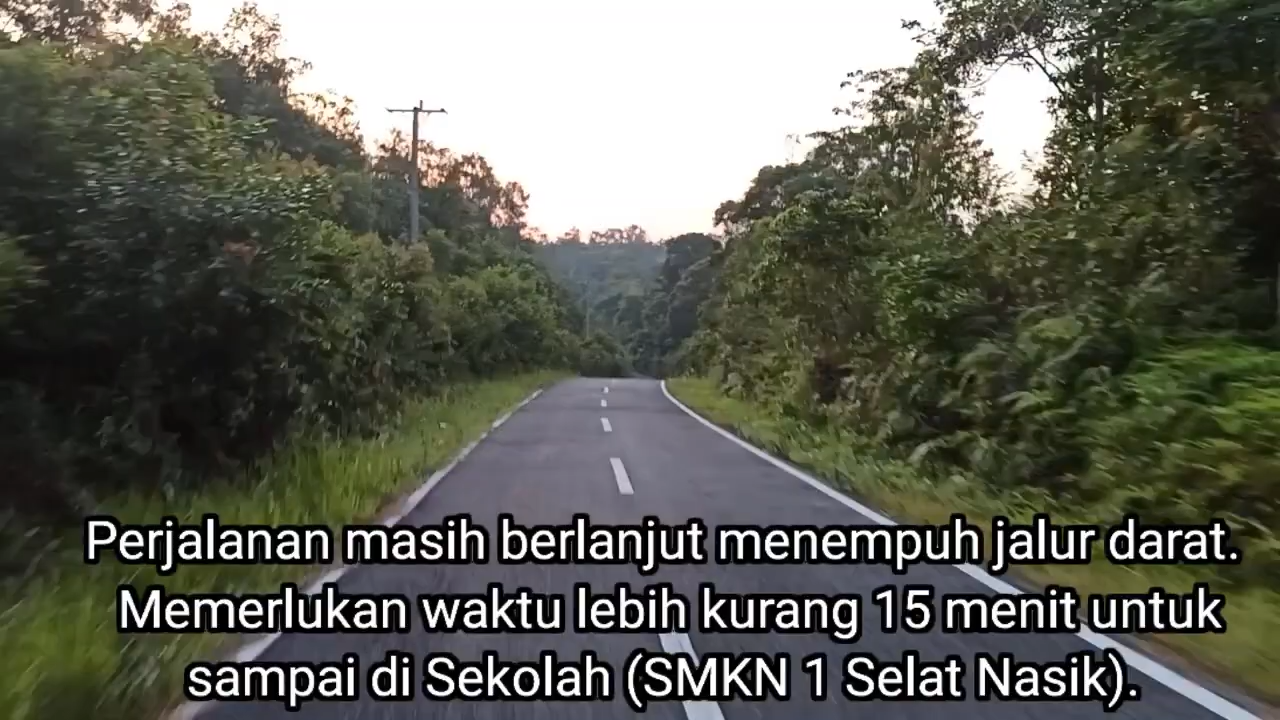 Perjalanan masih berlanjut menempuh jalur darat.
Memerlukan waktu lebih kurang 15 menit untuk
sampai di Sekolah (SMKN 1 Selat Nasik).